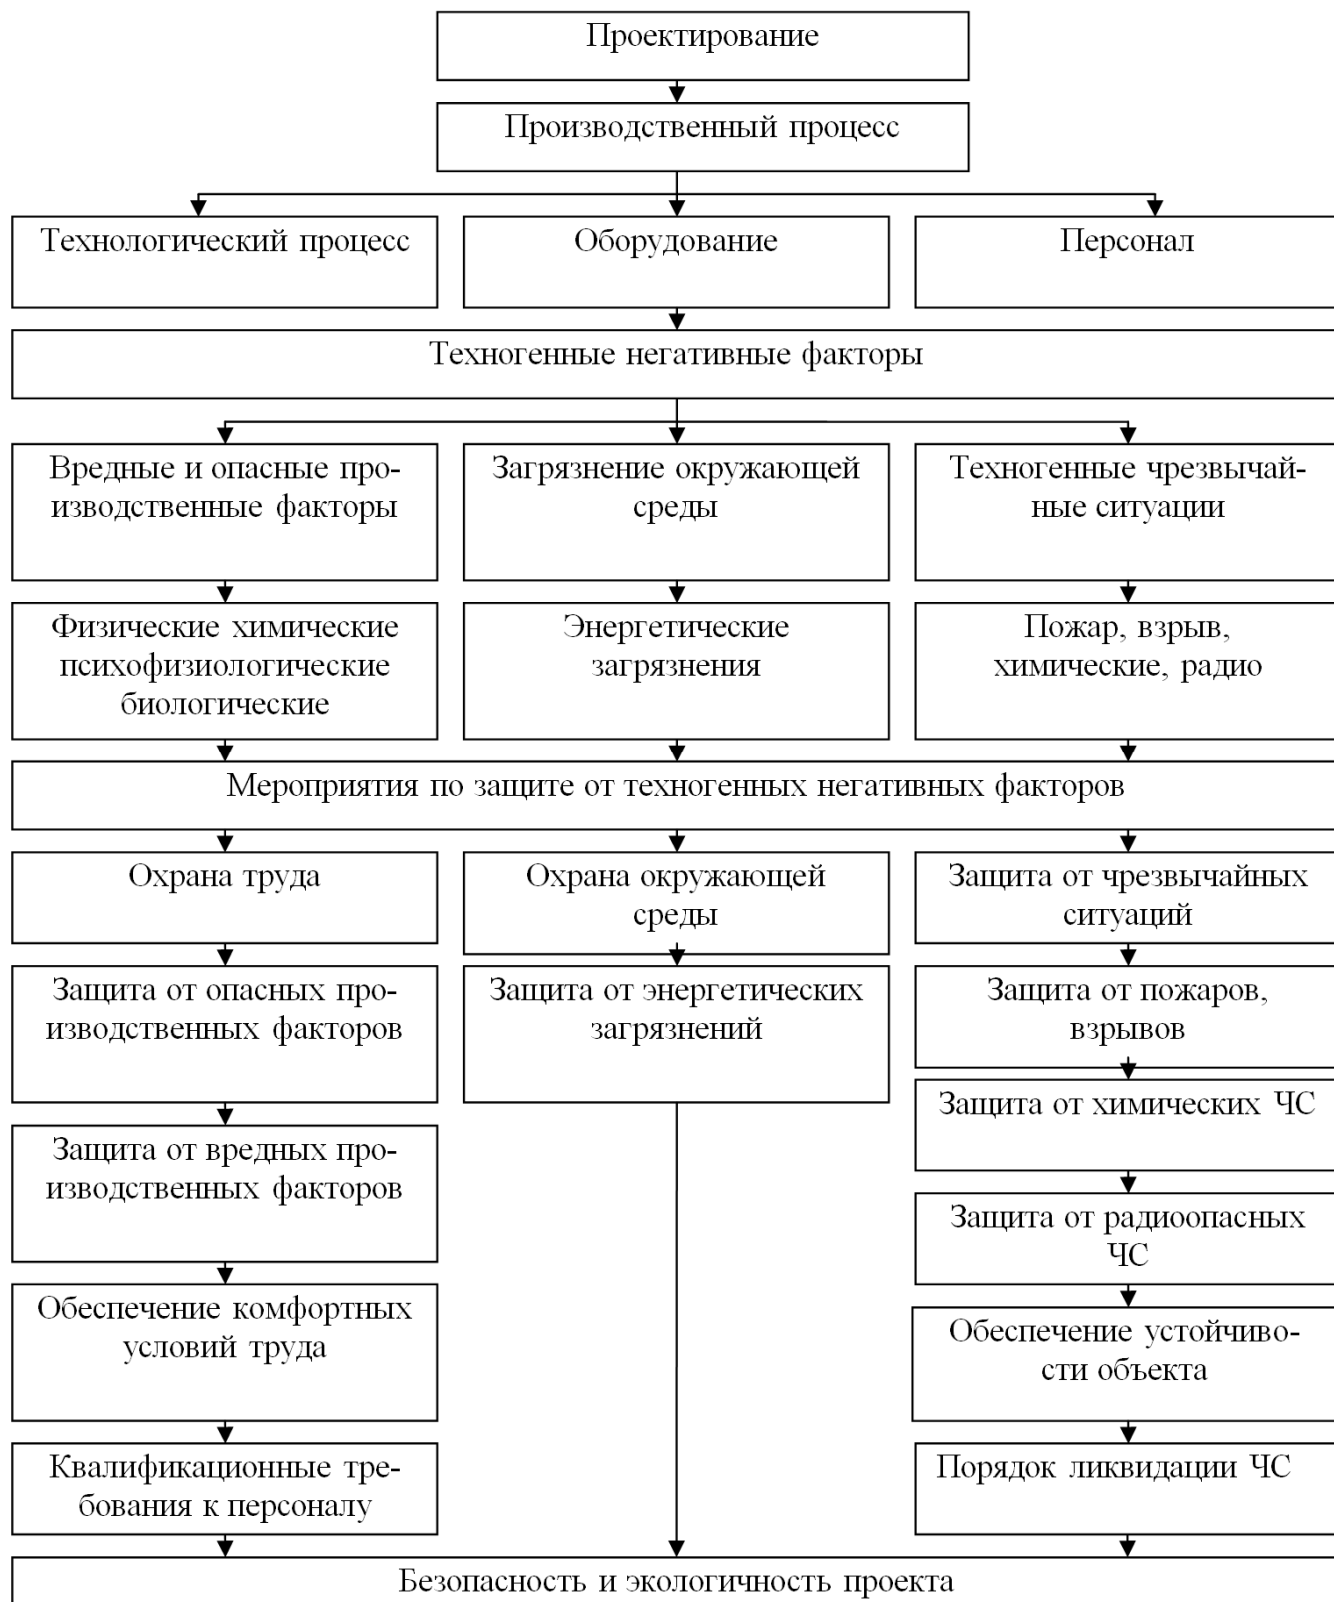 Проектирование
Производственный процесс
Технологический процесс
Оборудование
Персонал
Техногенные негативные факторы
Вредные и опасные про-
изводственные факторы
Загрязнение окружающей
среды
Техногенные чрезвычай-
ные ситуации
Физические химические
психофизиологические
биологические
Энергетические
загрязнения
Пожар, взрыв,
химические, радио
Мероприятия по защите от техногенных негативных факторов
Охрана труда
Охрана окружающей
среды
Защита от чрезвычайных
ситуаций
Защита от опасных про-
изводственных факторов
Защита от энергетических
загрязнений
Защита от пожаров,
взрывов
Защита от химических ЧС
Защита от вредных про-
изводственных факторов
Защита от радиоопасных
ЧС
Обеспечение комфортных
условий труда
Обеспечение устойчиво-
сти объекта
Квалификационные тре-
бования к персоналу
Порядок ликвидации ЧС
Безопасность и экологичность проекта